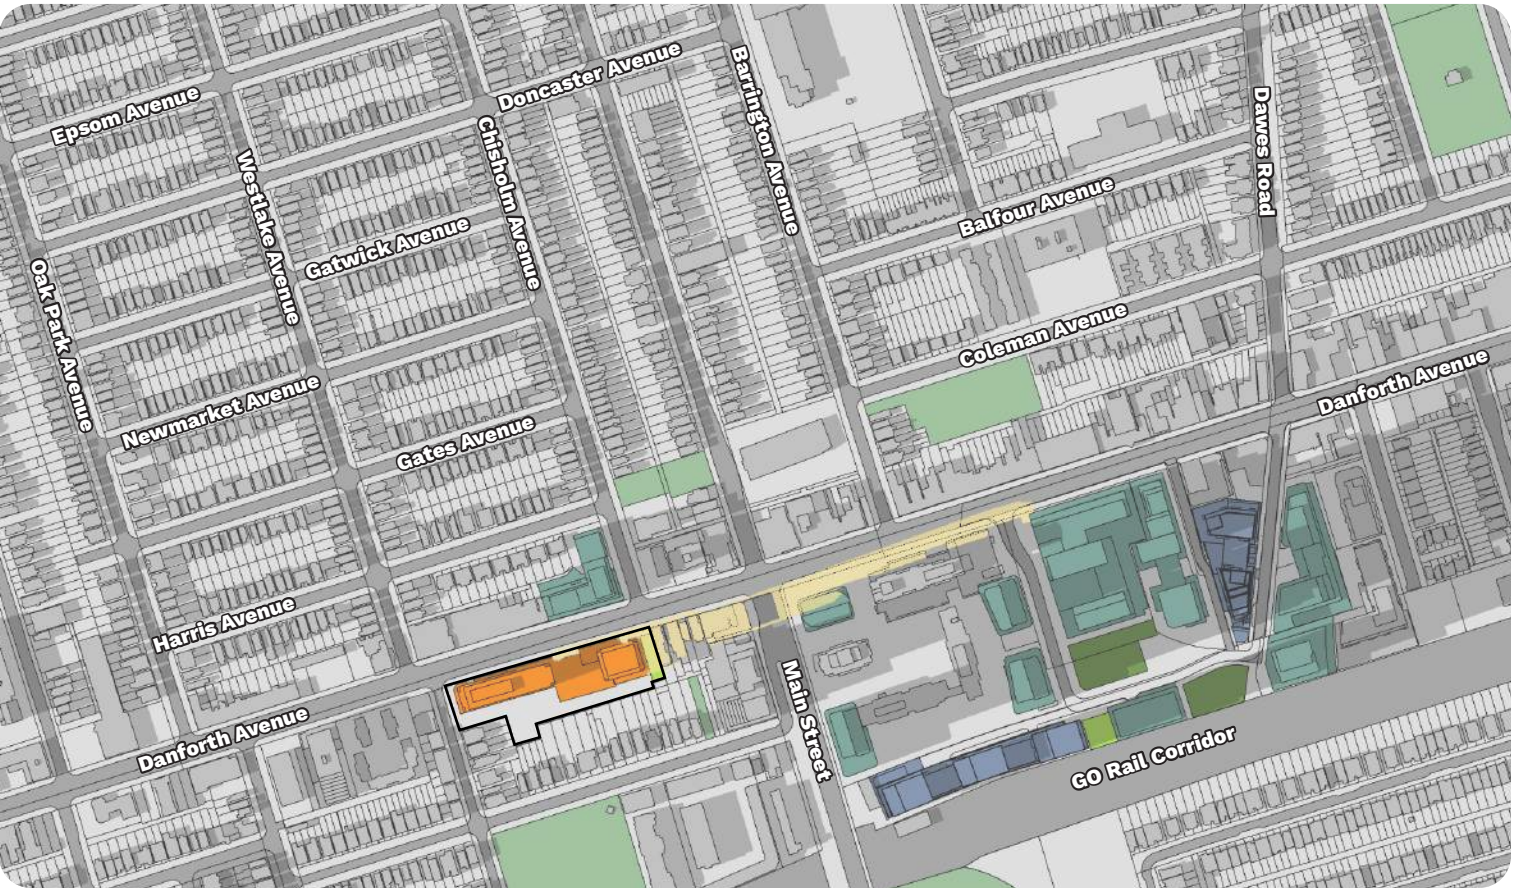 Doncaster Avenue
Epsom Avenue
Barrington Avenue
Dawes Road
Chisholm Avenue
Westlake Avenue
Balfour Avenue
Gatwick Avenue
Oak Park Avenue
Coleman Avenue
Danforth Avenue
Newmarket Avenue
Gates Avenue
Harris Avenue
Main Street
Danforth Avenue
GO Rail Corridor